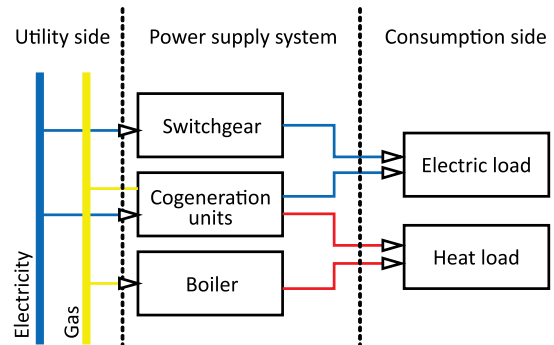 Utility side
Power supply system
Consumption side
Switchgear
Electric load
Cogeneration
units
Heat load
Boiler
Electricity
Gas